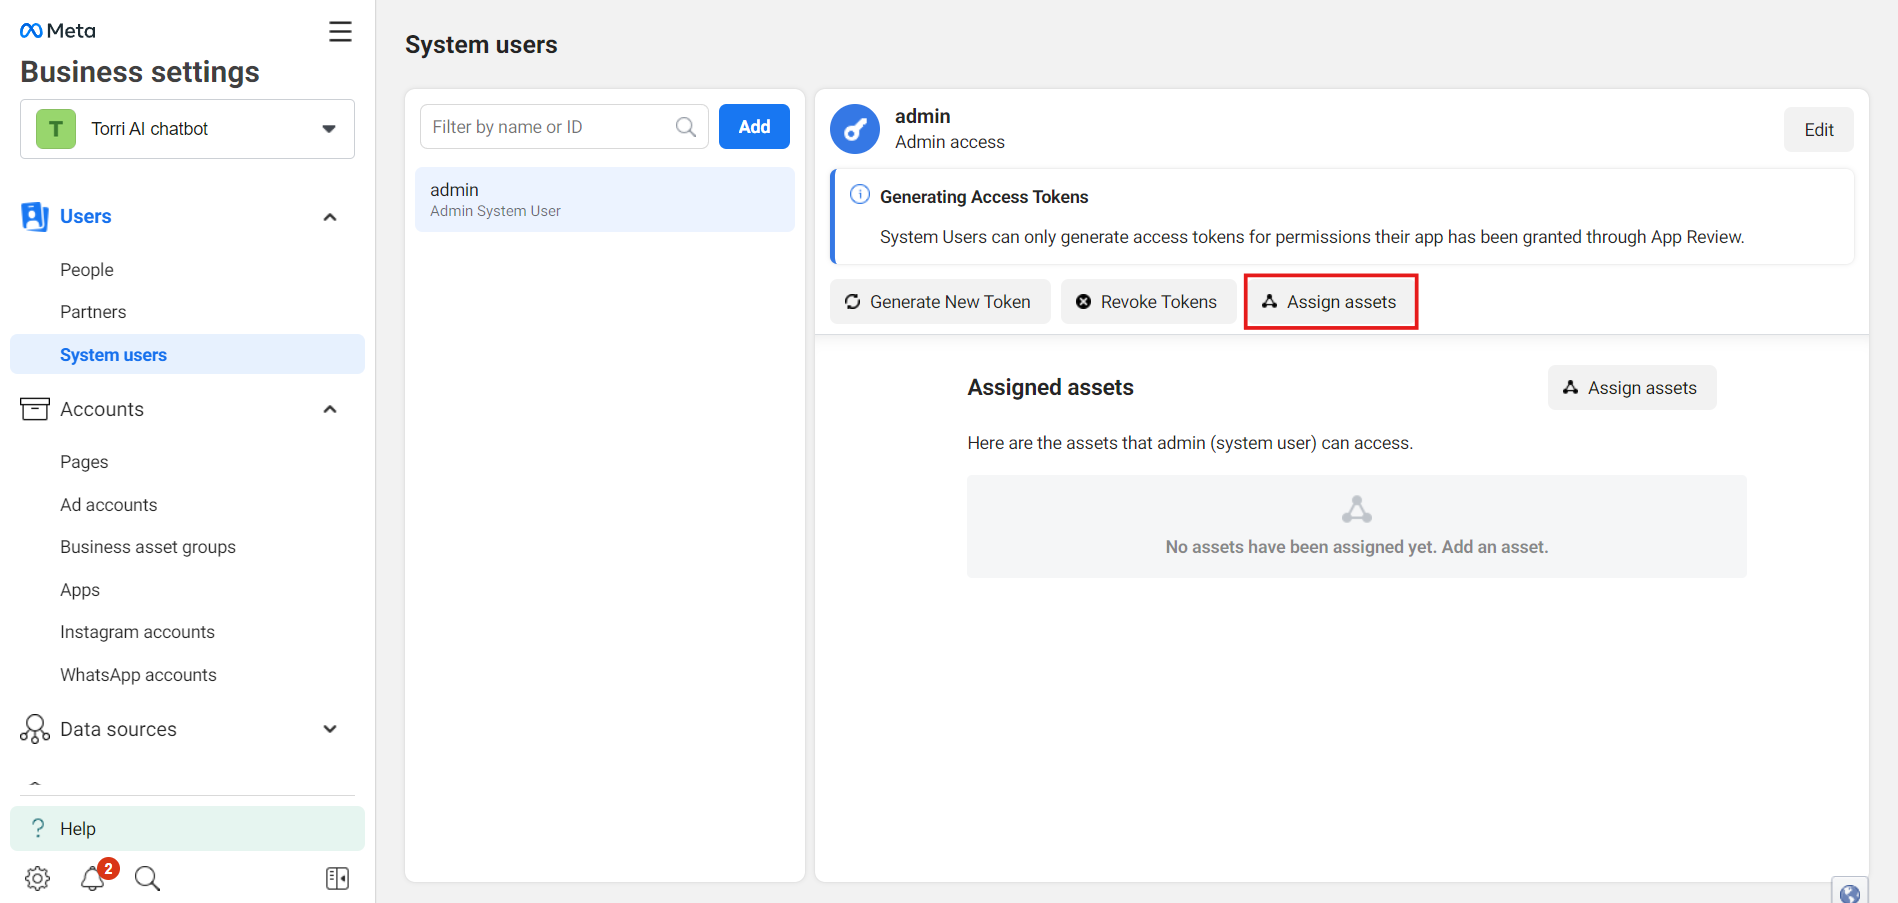 Meta
Business settings
T
Torri AI chatbot
Users
People
Partners
System users
Accounts
Pages
Ad accounts
Business asset groups
Apps
Instagram accounts
WhatsApp accounts
Data sources
? Help
2
System users
Filter by name or ID
Add
admin
Admin System User
admin
Admin access
Edit
Generating Access Tokens
System Users can only generate access tokens for permissions their app has been granted through App Review.
Generate New Token
Revoke Tokens
Assign assets
Assigned assets
Assign assets
Here are the assets that admin (system user) can access.
No assets have been assigned yet. Add an asset.